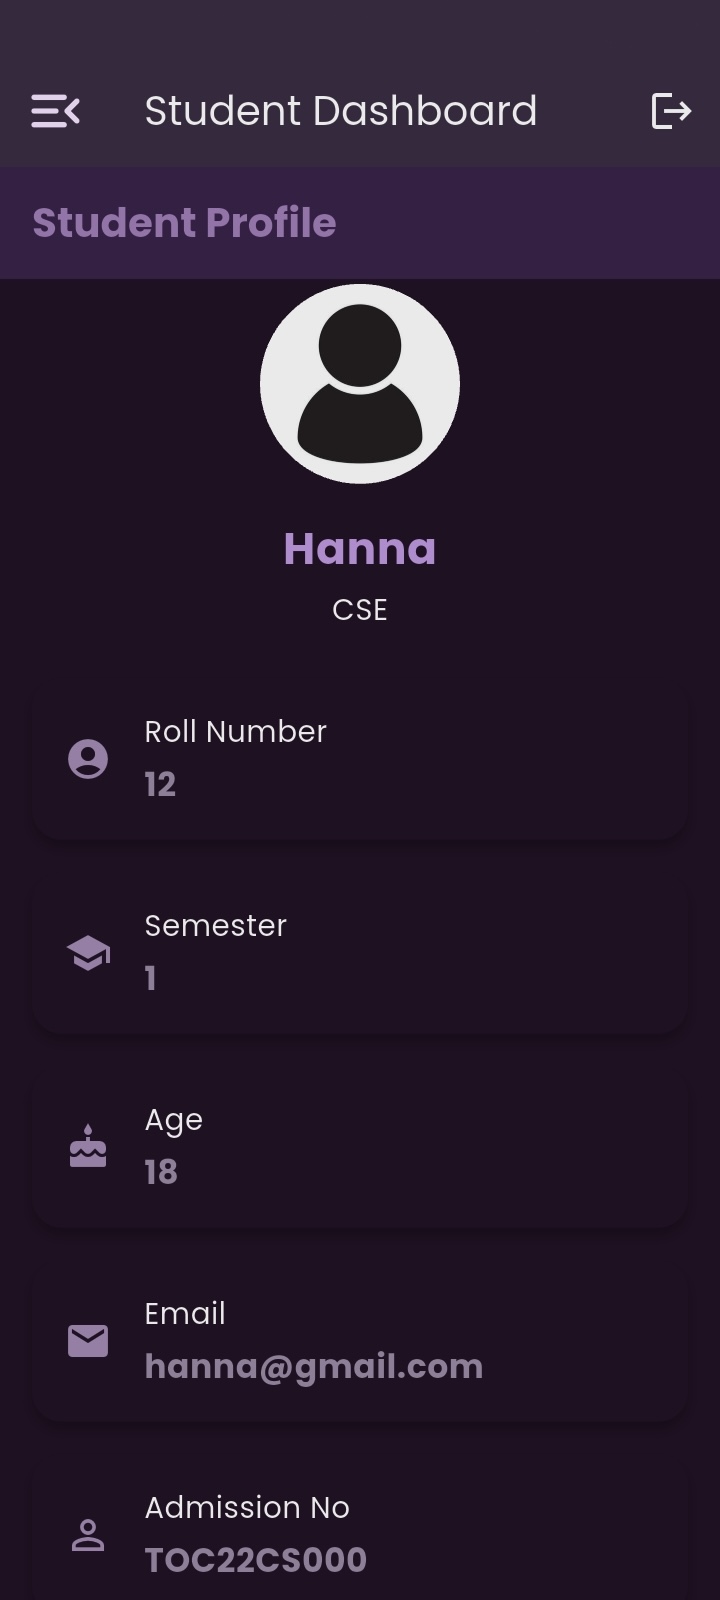 Student Dashboard
Student Profile
Hanna
CSE
Roll Number
12
Semester
1
Age
18
Email
hanna@gmail.com
Admission No
TOC22CS000